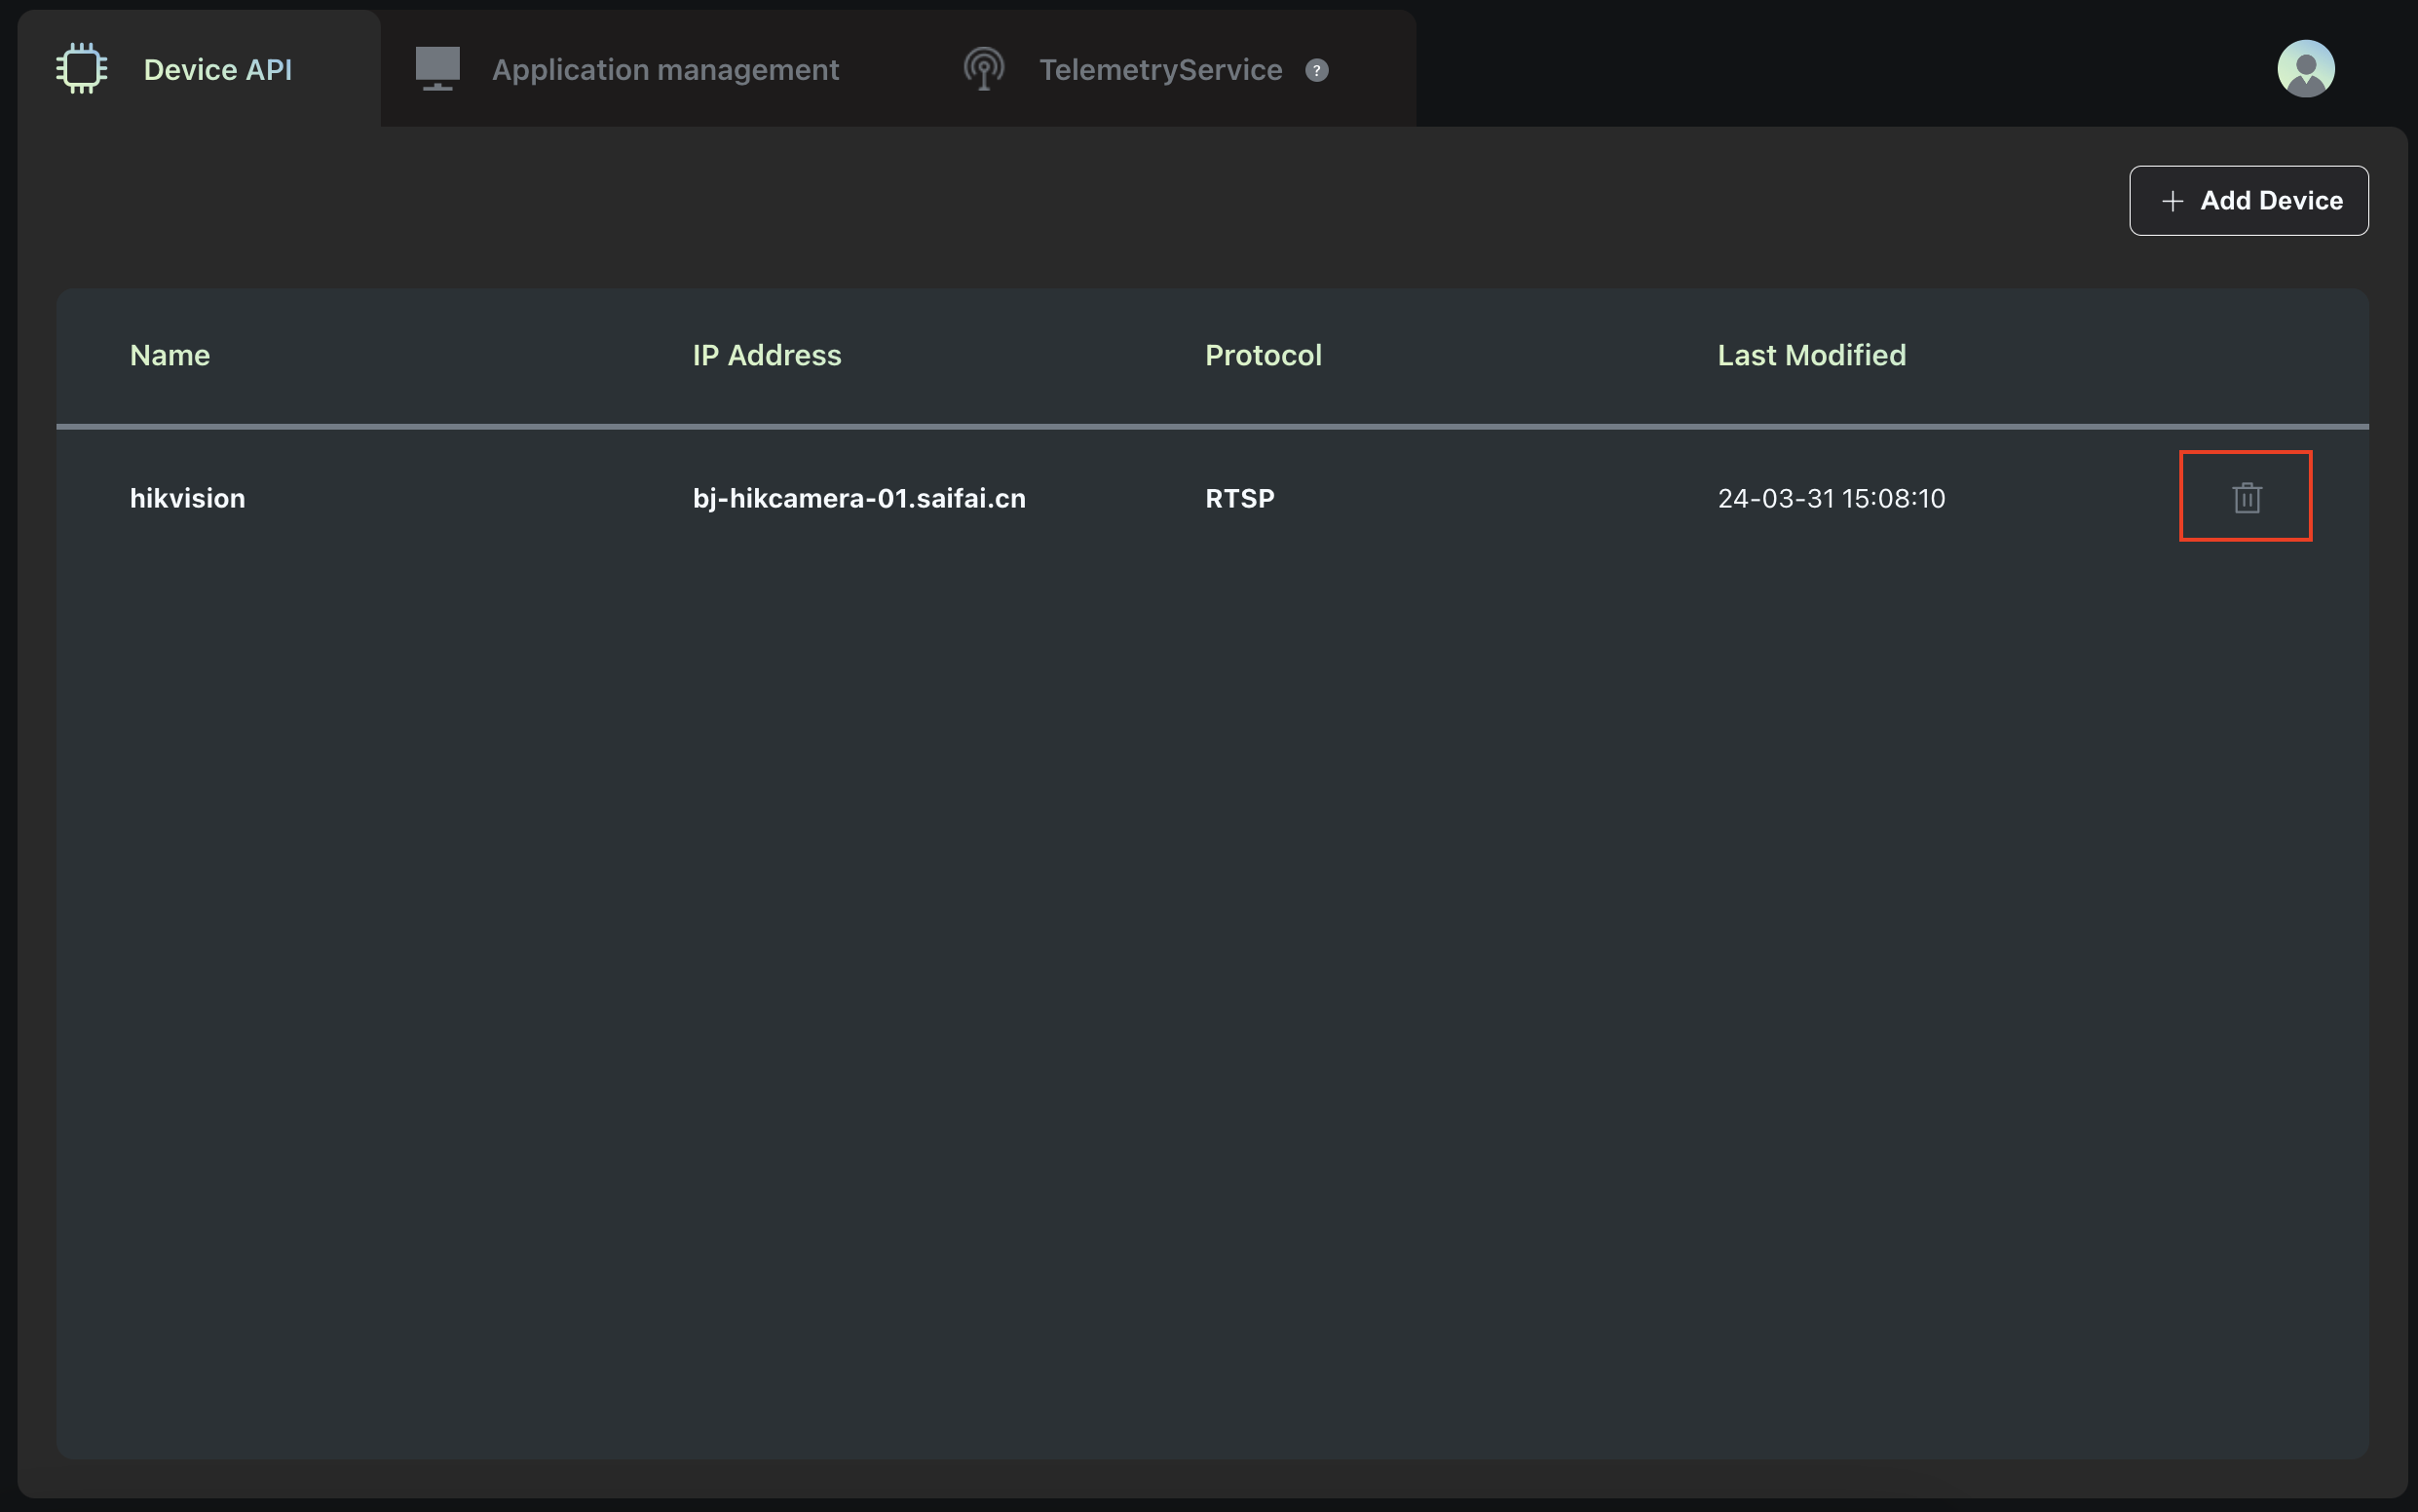 Device API
Application management
TelemetryService ?
Add Device
Name IP Address Protocol Last Modified
hikvision bj-hikcamera-01.saifai.cn RTSP 24-03-31 15:08:10